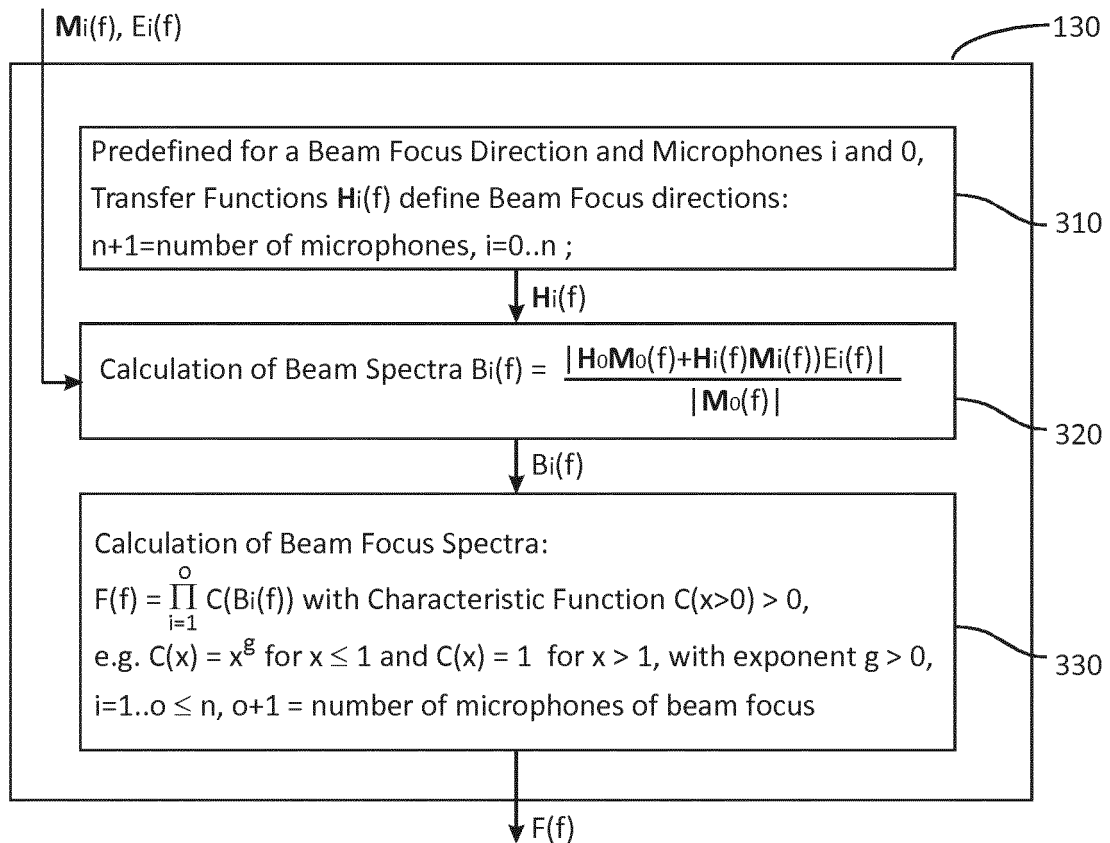 Mi(f), Ei(f)
130
Predefined for a Beam Focus Direction and Microphones i and 0,
Transfer Functions Hi(f) define Beam Focus directions:
n+1=number of microphones, i=0..n ;
310
Hi(f)
Calculation of Beam Spectra Bi(f) = |H0M0(f)+Hi(f)Mi(f))Ei(f)|
|M0(f)|
320
Bi(f)
Calculation of Beam Focus Spectra:
F(f) = ∏ᵒᵢ₌₁ C(Bi(f)) with Characteristic Function C(x>0) > 0,
e.g. C(x) = x^g for x ≤ 1 and C(x) = 1 for x > 1, with exponent g > 0,
i=1..o ≤ n, o+1 = number of microphones of beam focus
330
F(f)